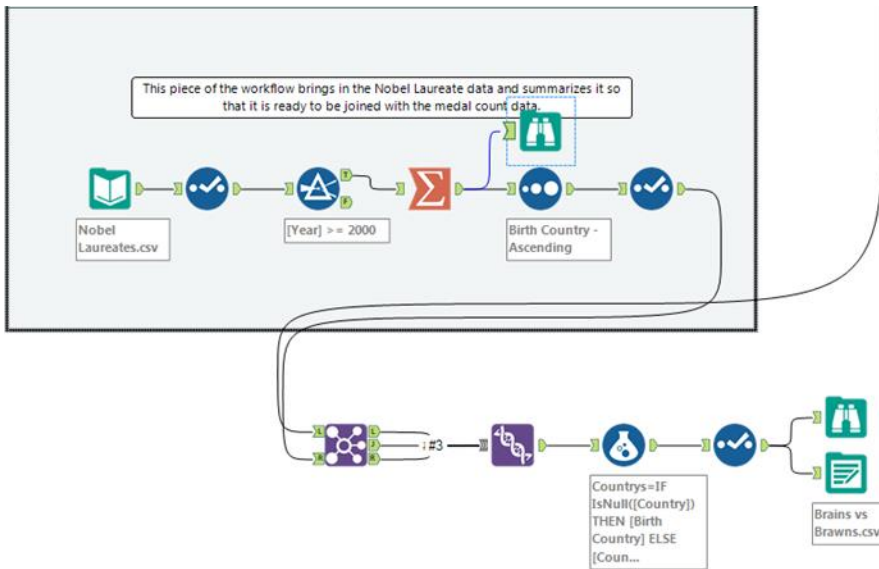 This piece of the workflow brings in the Nobel Laureate data and summarizes it so
that it is ready to be joined with the medal count data.
T
F
Nobel
Laureates.csv
[Year] >= 2000
Birth Country -
Ascending
L
J
R
L
R
#3
Countrys=IF
IsNull([Country])
THEN [Birth
Country] ELSE
[Coun...
Brains vs
Brawns.csv